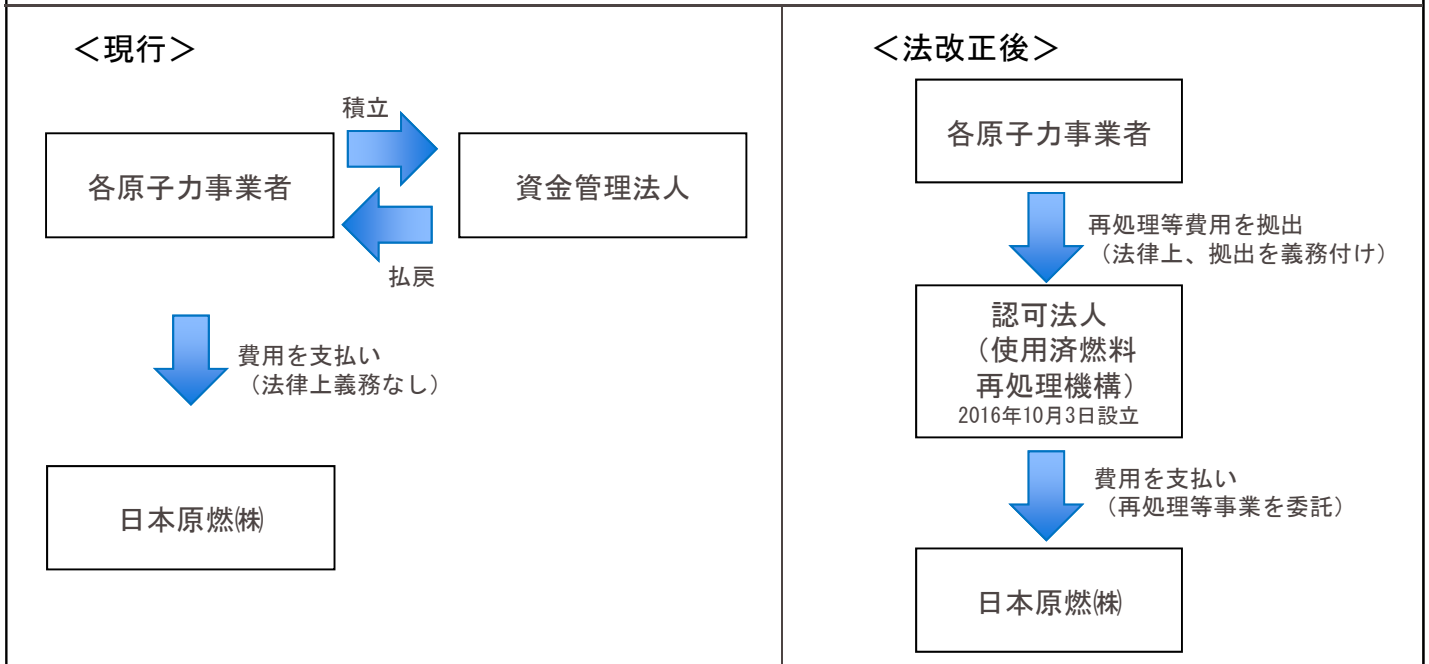 <現行>
積立
各原子力事業者
資金管理法人
払戻
費用を支払い
(法律上義務なし)
日本原燃㈱
<法改正後>
各原子力事業者
再処理等費用を拠出
(法律上、拠出を義務付け)
認可法人
(使用済燃料
再処理機構)
2016年10月3日設立
費用を支払い
(再処理等事業を委託)
日本原燃㈱